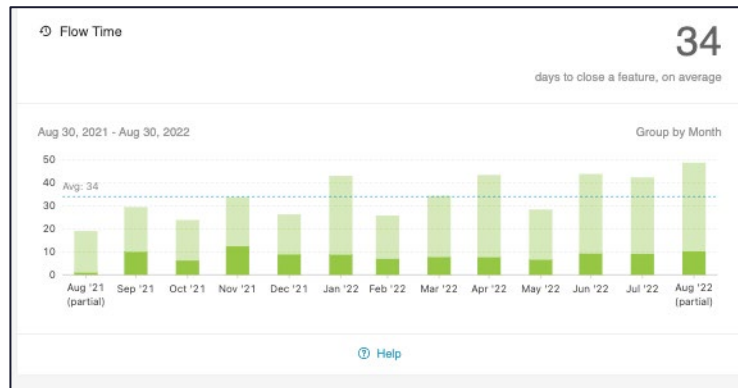 Flow Time
34
days to close a feature, on average
Aug 30, 2021 - Aug 30, 2022
Group by Month
50
40
Avg: 34
30
20
10
0
Aug '21 (partial)
Sep '21
Oct '21
Nov '21
Dec '21
Jan '22
Feb '22
Mar '22
Apr '22
May '22
Jun '22
Jul '22
Aug '22 (partial)
Help